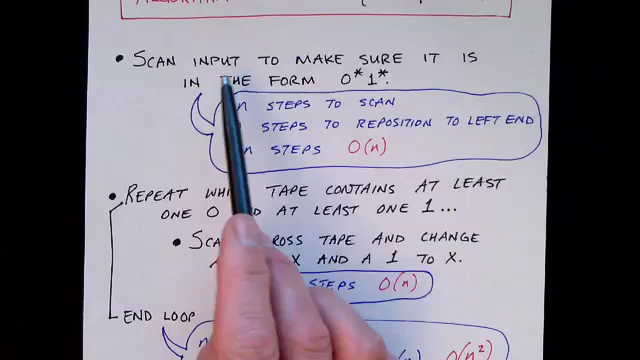 • SCAN INPUT TO MAKE SURE IT IS
IN THE FORM 0*1*.
n STEPS TO SCAN
STEPS TO REPOSITION TO LEFT END
n STEPS O(n)
• REPEAT WHILE TAPE CONTAINS AT LEAST
ONE 0 AND AT LEAST ONE 1...
• SCAN ACROSS TAPE AND CHANGE
X AND A 1 TO X.
STEPS O(n)
END LOOP
O(n²)